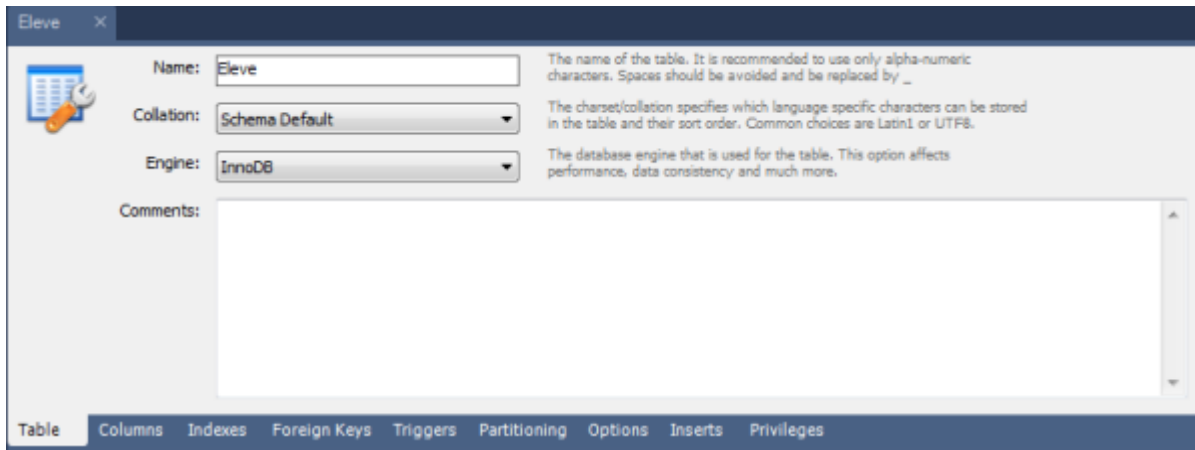 Eleve ×
Name: Eleve
The name of the table. It is recommended to use only alpha-numeric
characters. Spaces should be avoided and be replaced by _
Collation: Schema Default
The charset/collation specifies which language specific characters can be stored
in the table and their sort order. Common choices are Latin1 or UTF8.
Engine: InnoDB
The database engine that is used for the table. This option affects
performance, data consistency and much more.
Comments:
Table Columns Indexes Foreign Keys Triggers Partitioning Options Inserts Privileges